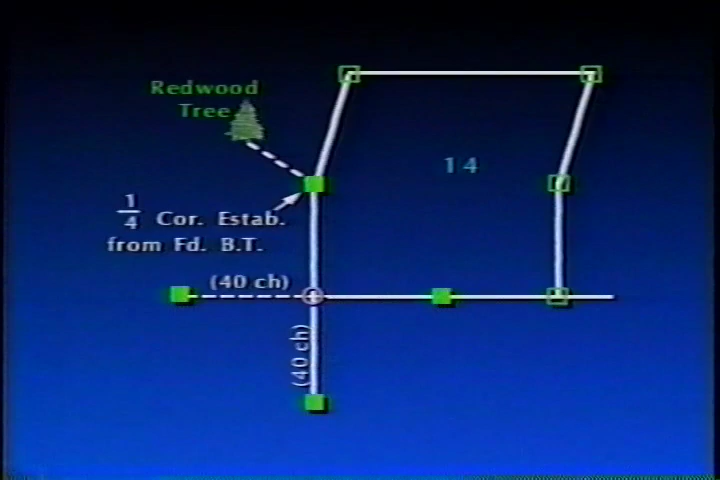 Redwood
Tree
14
1/4 Cor. Estab.
from Fd. B.T.
(40 ch)
(40 ch)